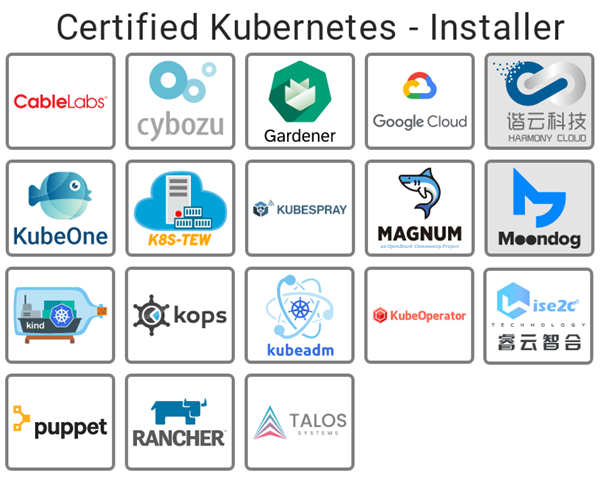 Certified Kubernetes - Installer
CableLabs®
cybozu
Gardener
Google Cloud
谐云科技
HARMONY CLOUD
KubeOne
K8S-TEW
KUBESPRAY
MAGNUM
an OpenStack Community Project
Moondog
kind
kops
kubeadm
KubeOperator
ise2c
TECHNOLOGY
睿云智合
puppet
RANCHER®
TALOS
SYSTEMS